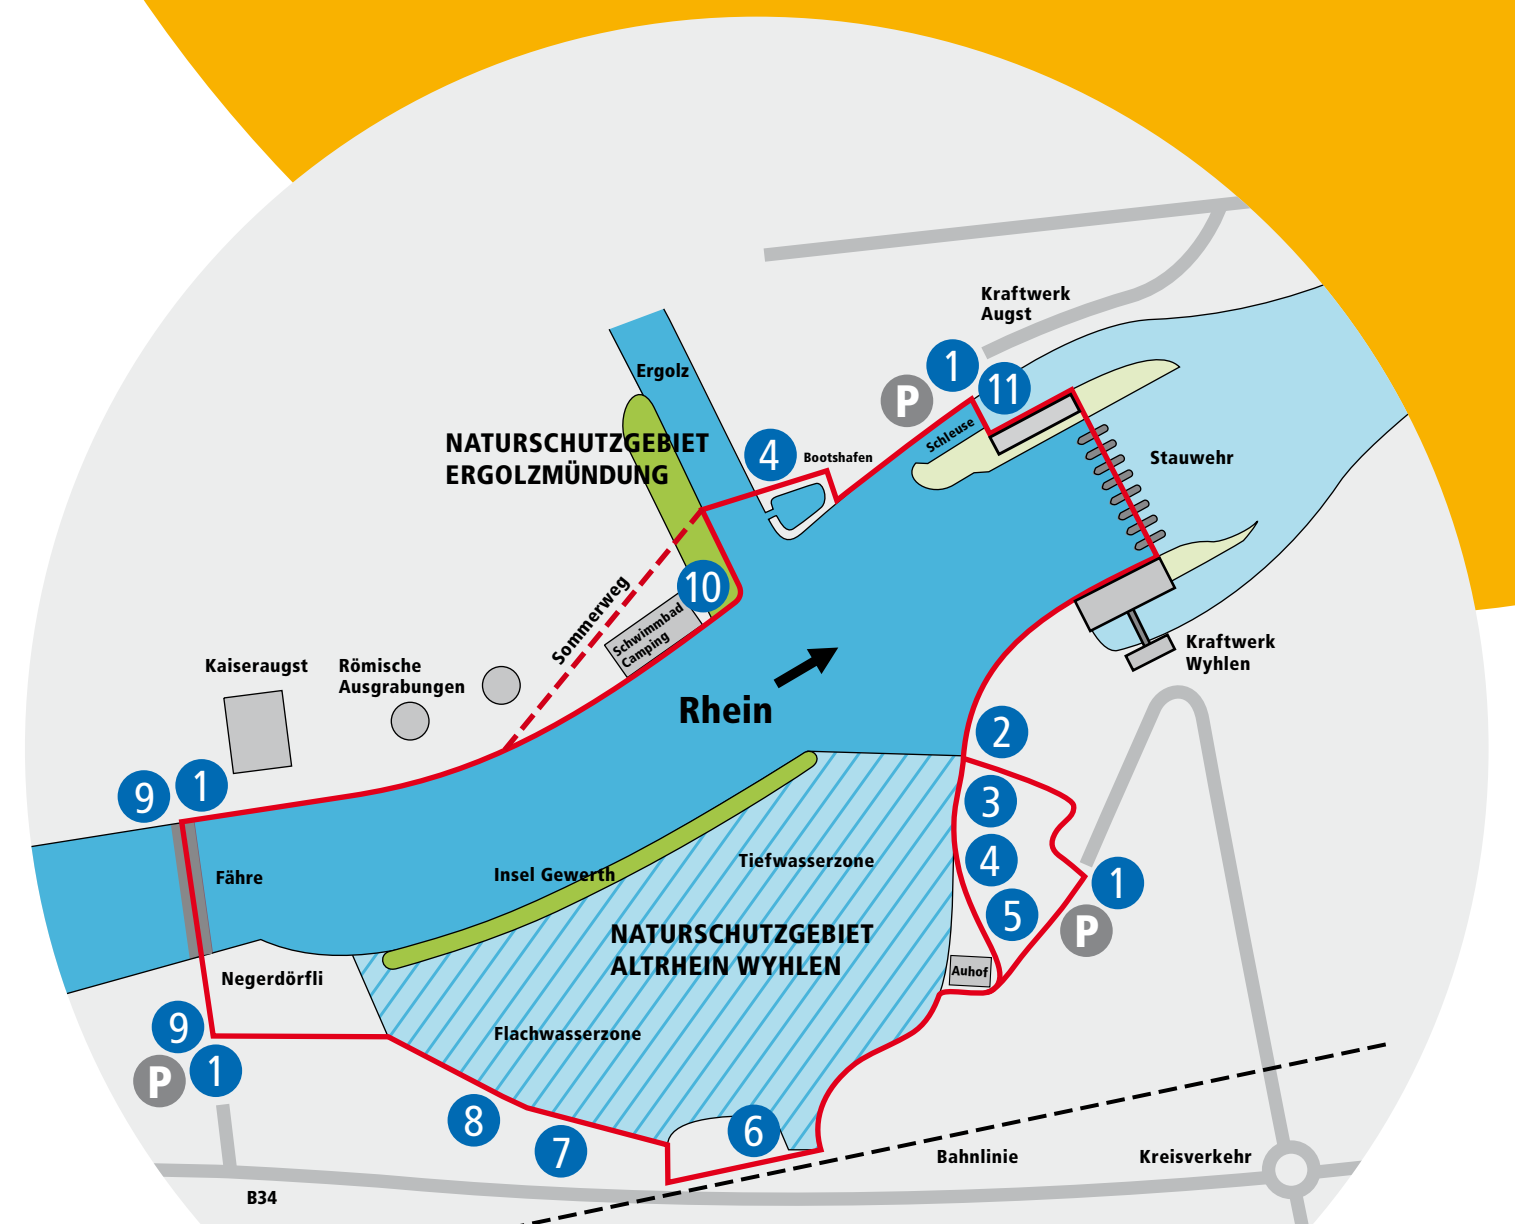 Kraftwerk
Augst
1
P
11
Ergolz
Schleuse
NATURSCHUTZGEBIET
ERGOLZMÜNDUNG
4
Bootshafen
Stauwehr
10
Sommerweg
Schwimmbad
Camping
Kraftwerk
Wyhlen
Kaiseraugst
Römische
Ausgrabungen
Rhein
2
9
1
3
Tiefwasserzone
4
Fähre
Insel Gewerth
1
5
P
NATURSCHUTZGEBIET
ALTRHEIN WYHLEN
Auhof
Negerdörfli
9
Flachwasserzone
1
P
8
6
7
Bahnlinie
Kreisverkehr
B34